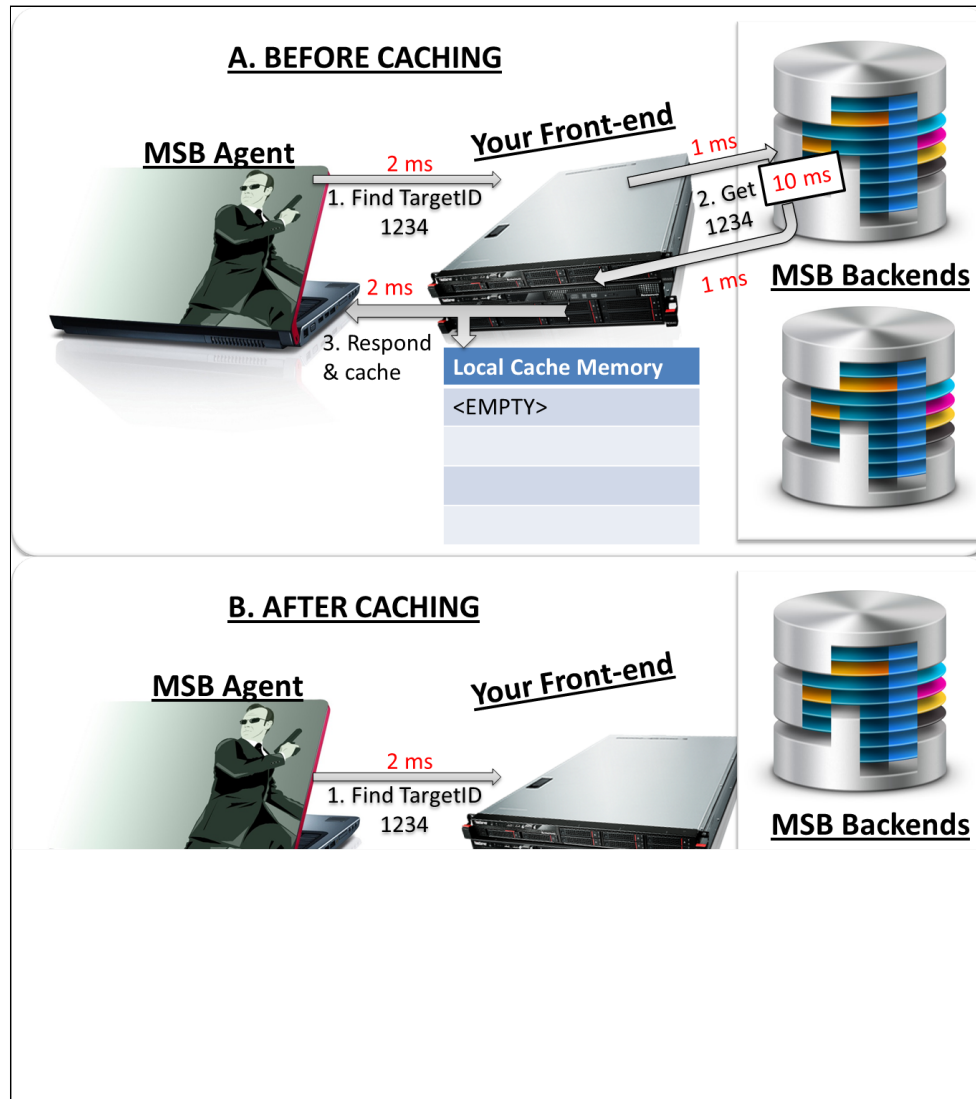 A. BEFORE CACHING
MSB Agent
Your Front-end
2 ms
1. Find TargetID
1234
1 ms
2. Get
1234
10 ms
1 ms
MSB Backends
2 ms
3. Respond
& cache
Local Cache Memory
<EMPTY>
B. AFTER CACHING
MSB Agent
Your Front-end
2 ms
1. Find TargetID
1234
MSB Backends